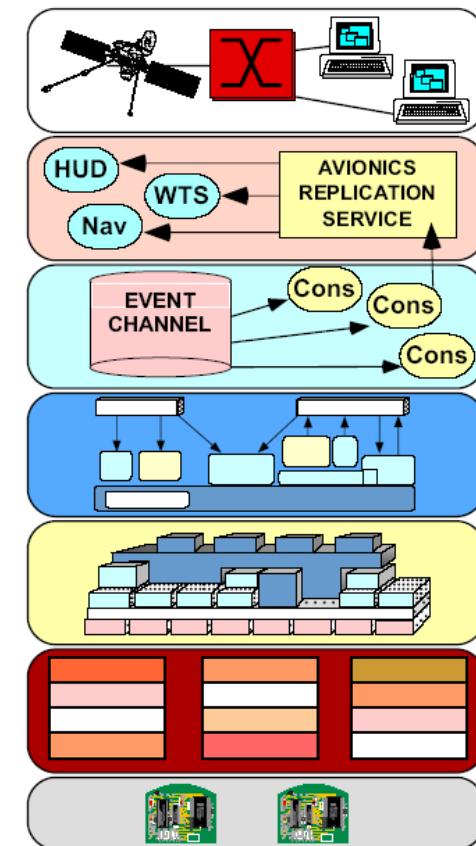 HUD
WTS
Nav
AVIONICS
REPLICATION
SERVICE
EVENT
CHANNEL
Cons
Cons
Cons